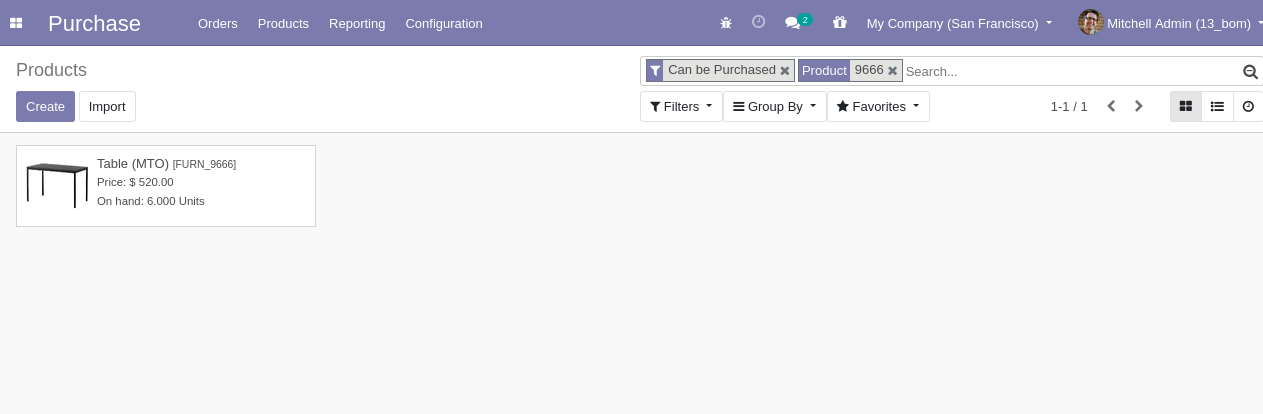 Purchase Orders Products Reporting Configuration 2 My Company (San Francisco) Mitchell Admin (13_bom)
Products
Can be Purchased Product 9666 Search...
Create Import Filters Group By Favorites 1-1 / 1
Table (MTO) [FURN_9666]
Price: $ 520.00
On hand: 6.000 Units